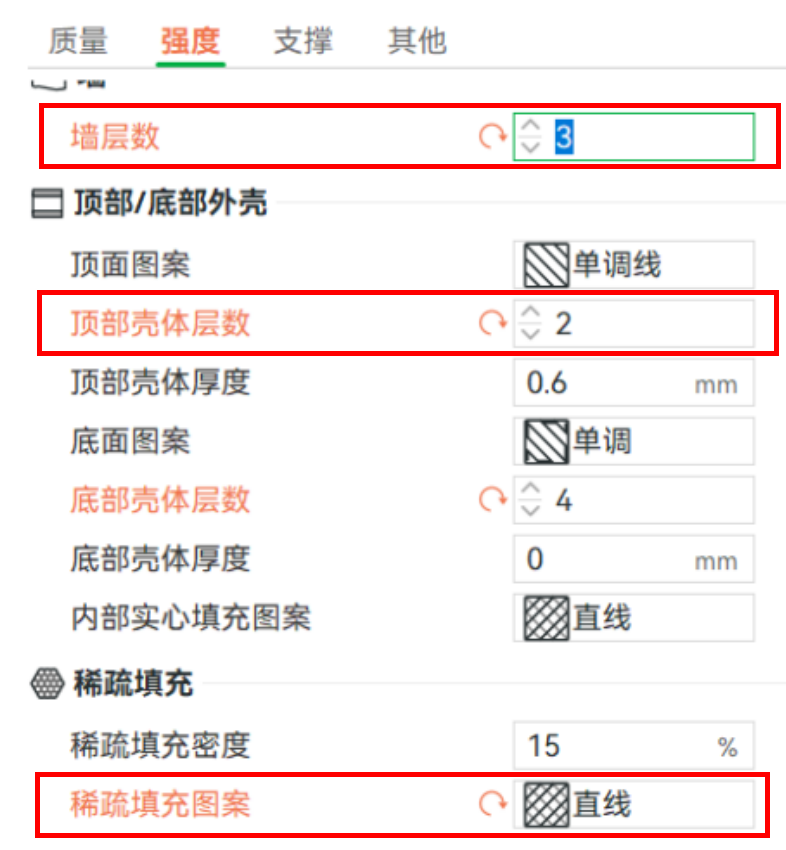 质量 强度 支撑 其他
墙层数 3
顶部/底部外壳
顶面图案 单调线
顶部壳体层数 2
顶部壳体厚度 0.6 mm
底面图案 单调
底部壳体层数 4
底部壳体厚度 0 mm
内部实心填充图案 直线
稀疏填充
稀疏填充密度 15 %
稀疏填充图案 直线